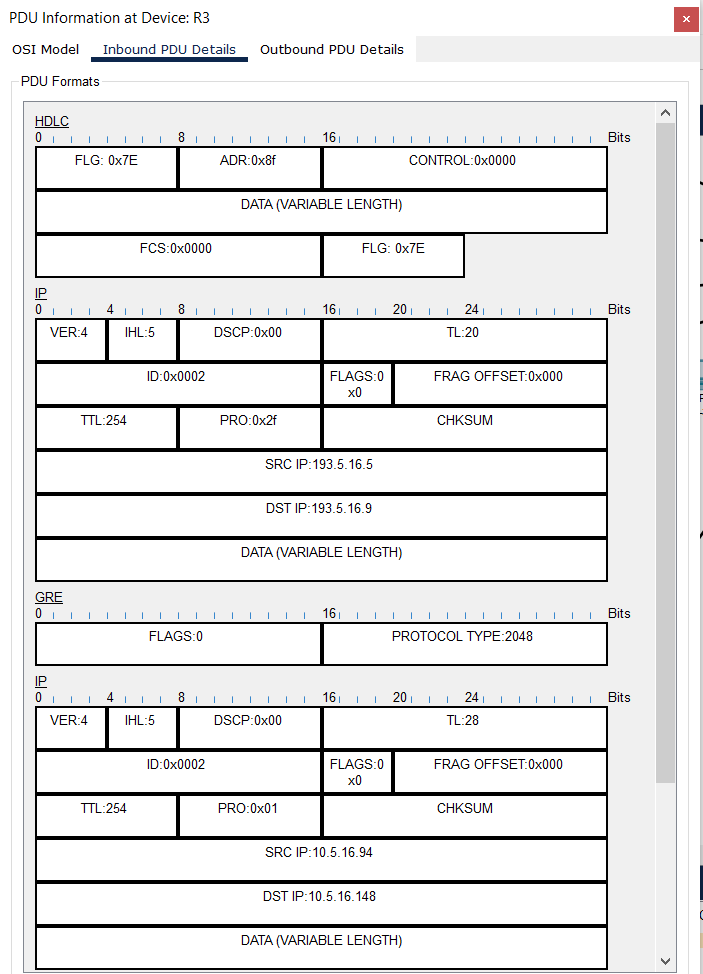 PDU Information at Device: R3
OSI Model Inbound PDU Details Outbound PDU Details
PDU Formats
HDLC
0 8 16 Bits
FLG: 0x7E ADR:0x8f CONTROL:0x0000
DATA (VARIABLE LENGTH)
FCS:0x0000 FLG: 0x7E
IP
0 4 8 16 20 24 Bits
VER:4 IHL:5 DSCP:0x00 TL:20
ID:0x0002 FLAGS:0x0 FRAG OFFSET:0x000
TTL:254 PRO:0x2f CHKSUM
SRC IP:193.5.16.5
DST IP:193.5.16.9
DATA (VARIABLE LENGTH)
GRE
0 16 Bits
FLAGS:0 PROTOCOL TYPE:2048
IP
0 4 8 16 20 24 Bits
VER:4 IHL:5 DSCP:0x00 TL:28
ID:0x0002 FLAGS:0x0 FRAG OFFSET:0x000
TTL:254 PRO:0x01 CHKSUM
SRC IP:10.5.16.94
DST IP:10.5.16.148
DATA (VARIABLE LENGTH)